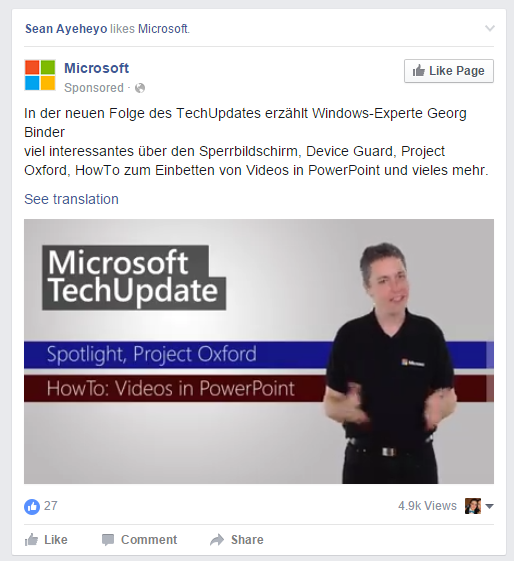 Sean Ayeheyo likes Microsoft.
Microsoft
Sponsored ·
Like Page
In der neuen Folge des TechUpdates erzählt Windows-Experte Georg
Binder
viel interessantes über den Sperrbildschirm, Device Guard, Project
Oxford, HowTo zum Einbetten von Videos in PowerPoint und vieles mehr.
See translation
Microsoft
TechUpdate
Spotlight, Project Oxford
HowTo: Videos in PowerPoint
Microsoft
27
4.9k Views
Like Comment Share